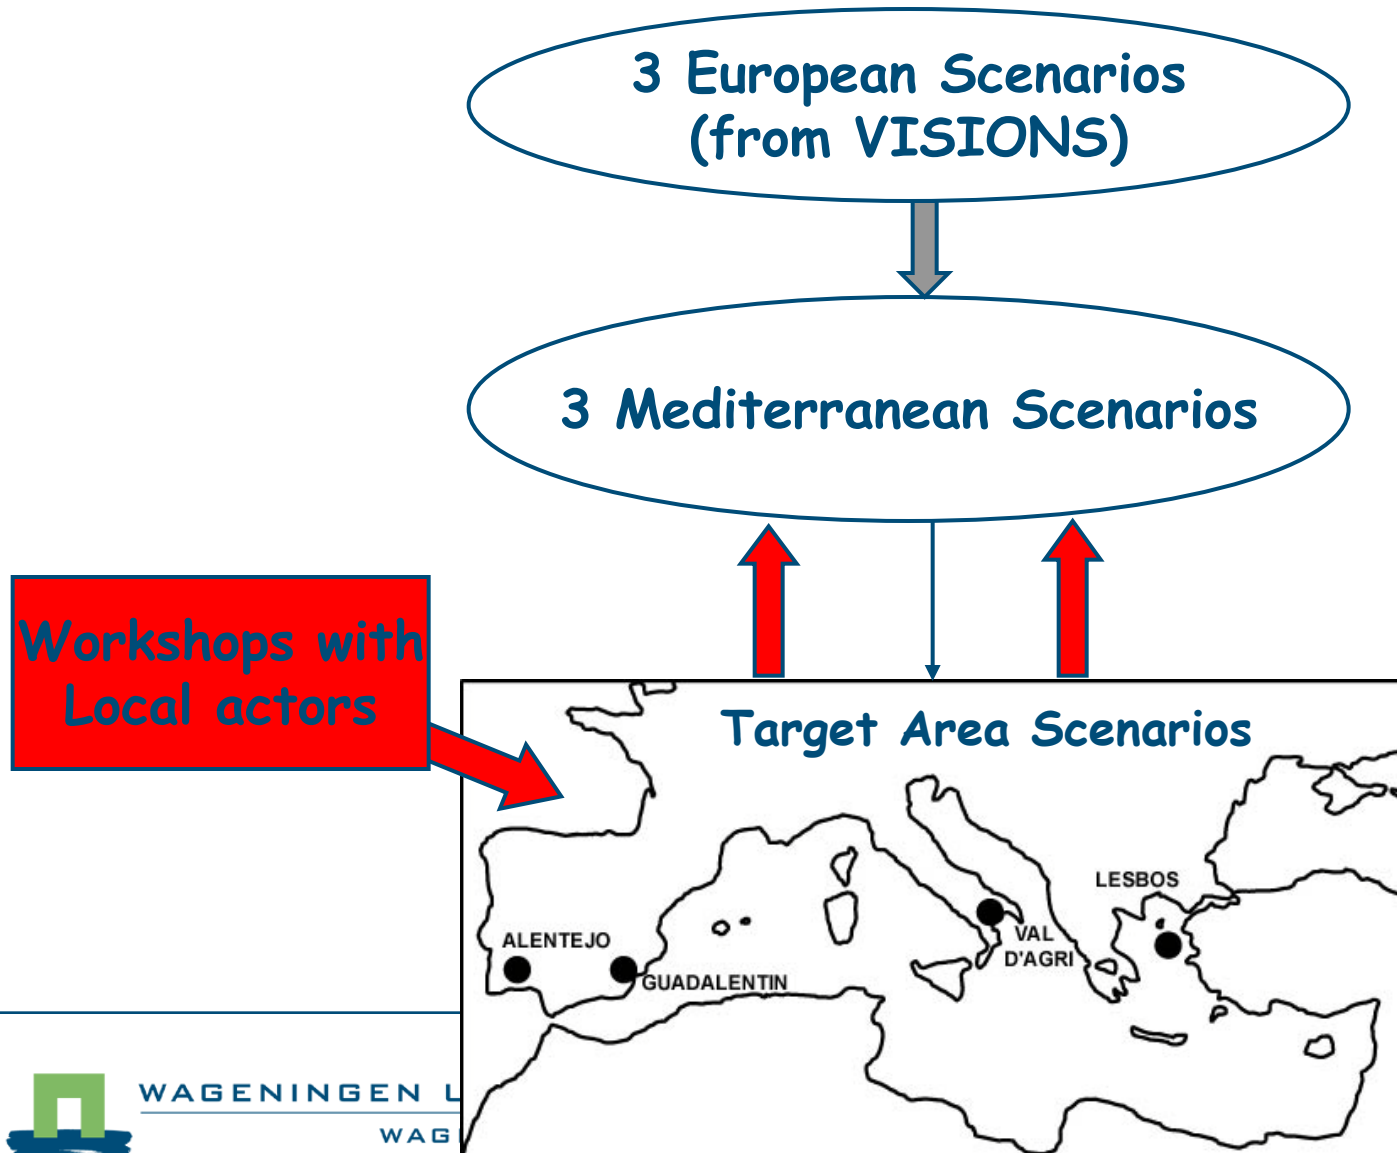 3 European Scenarios
(from VISIONS)
3 Mediterranean Scenarios
Workshops with
Local actors
Target Area Scenarios
LESBOS
ALENTEJO
VAL
D'AGRI
GUADALENTIN
WAGENINGEN
WAG